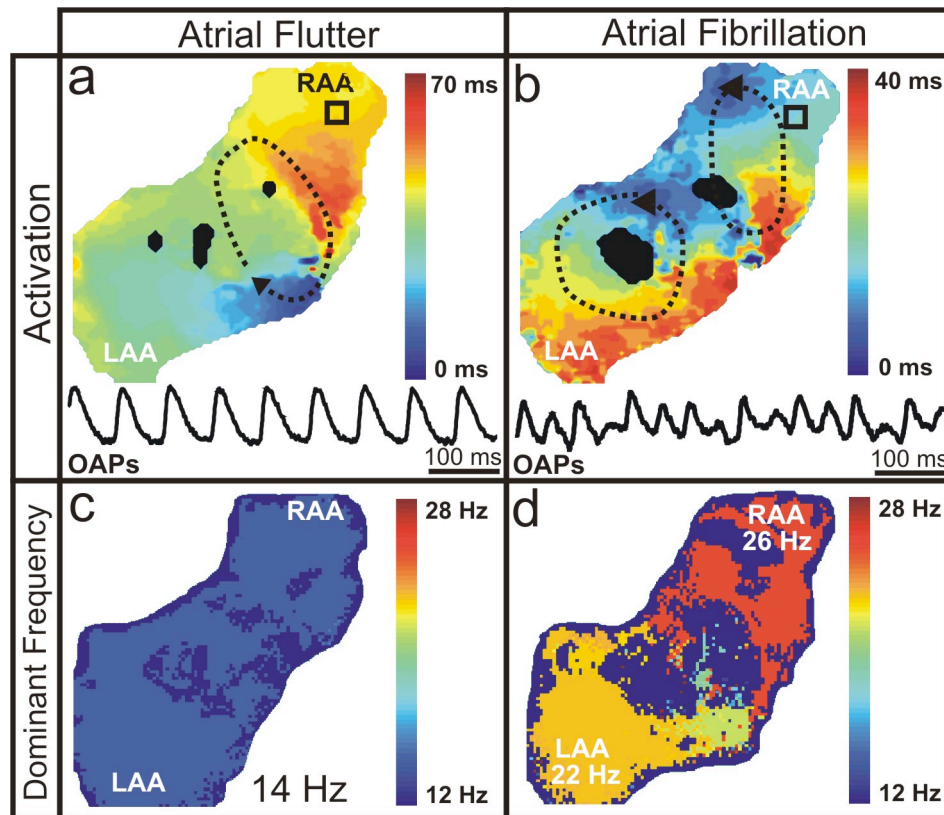 Atrial Flutter
Atrial Fibrillation
Activation
a
RAA
70 ms
LAA
0 ms
OAPs
100 ms
b
RAA
40 ms
LAA
0 ms
OAPs
100 ms
Dominant Frequency
c
RAA
28 Hz
LAA
14 Hz
12 Hz
d
RAA
26 Hz
28 Hz
LAA
22 Hz
12 Hz